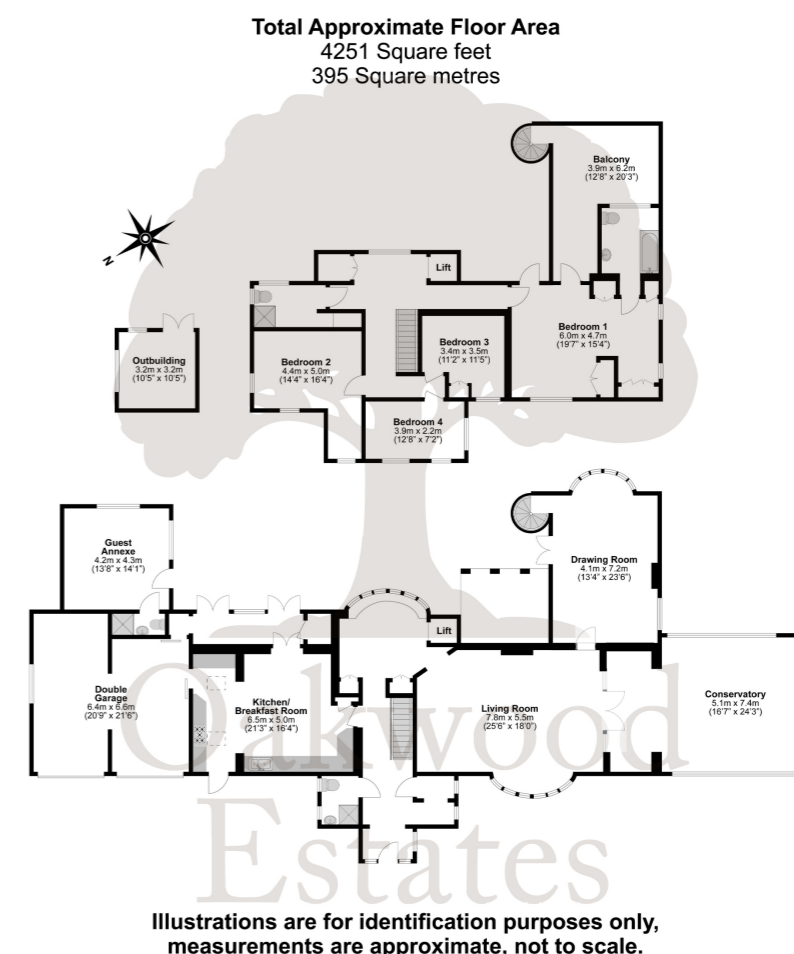 Total Approximate Floor Area
4251 Square feet
395 Square metres
Balcony
3.9m x 6.2m
(12'8" x 20'3")
N
Lift
Bedroom 1
6.0m x 4.7m
(19'7" x 15'4")
Bedroom 3
3.4m x 3.5m
(11'2" x 11'5")
Outbuilding
3.2m x 3.2m
(10'5" x 10'5")
Bedroom 2
4.4m x 5.0m
(14'4" x 16'4")
Bedroom 4
3.9m x 2.2m
(12'8" x 7'2")
Guest
Annexe
4.2m x 4.3m
(13'8" x 14'1")
Drawing Room
4.1m x 7.2m
(13'4" x 23'6")
Lift
Double
Garage
6.4m x 6.6m
(20'9" x 21'6")
Kitchen/
Breakfast Room
6.5m x 5.0m
(21'3" x 16'4")
Living Room
7.8m x 5.5m
(25'6" x 18'0")
Conservatory
5.1m x 7.4m
(16'7" x 24'3")
Oakwood
Estates
Illustrations are for identification purposes only,
measurements are approximate, not to scale.